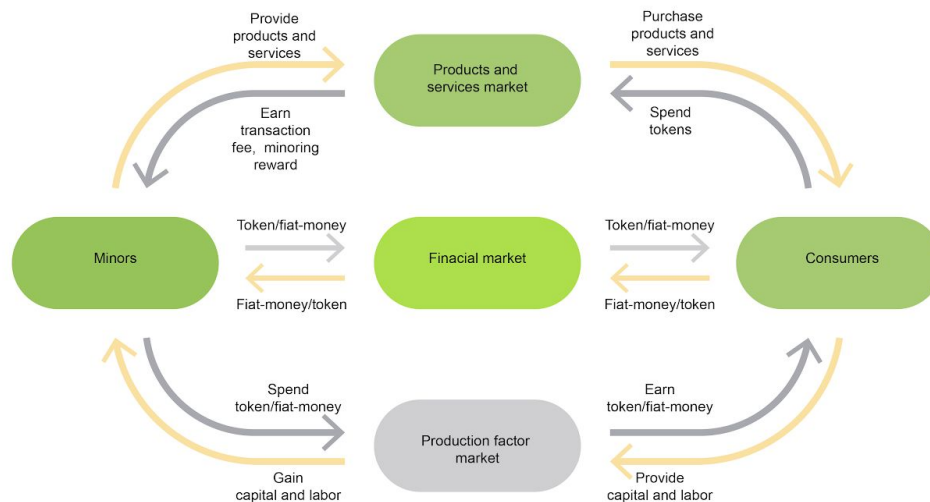 Provide
products and
services
Purchase
products and
services
Products and
services market
Earn
transaction
fee, minoring
reward
Spend
tokens
Token/fiat-money
Token/fiat-money
Minors
Finacial market
Consumers
Fiat-money/token
Fiat-money/token
Spend
token/fiat-money
Earn
token/fiat-money
Production factor
market
Gain
capital and labor
Provide
capital and labor